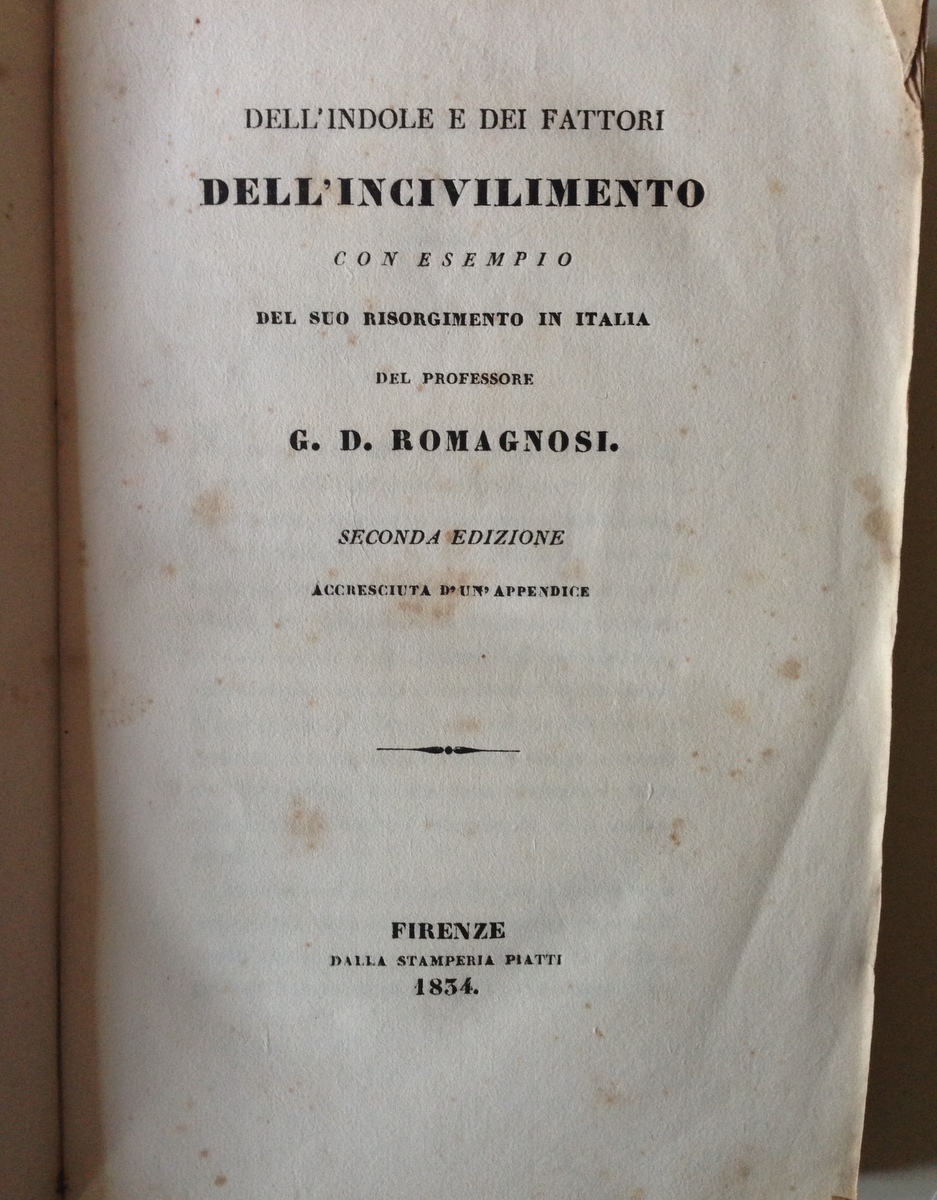 DELL'INDOLE E DEI FATTORI
DELL'INCIVILIMENTO
CON ESEMPIO
DEL SUO RISORGIMENTO IN ITALIA
DEL PROFESSORE
G. D. ROMAGNOSI.
SECONDA EDIZIONE
ACCRESCIUTA D'UN'APPENDICE
FIRENZE
DALLA STAMPERIA PIATTI
1834.